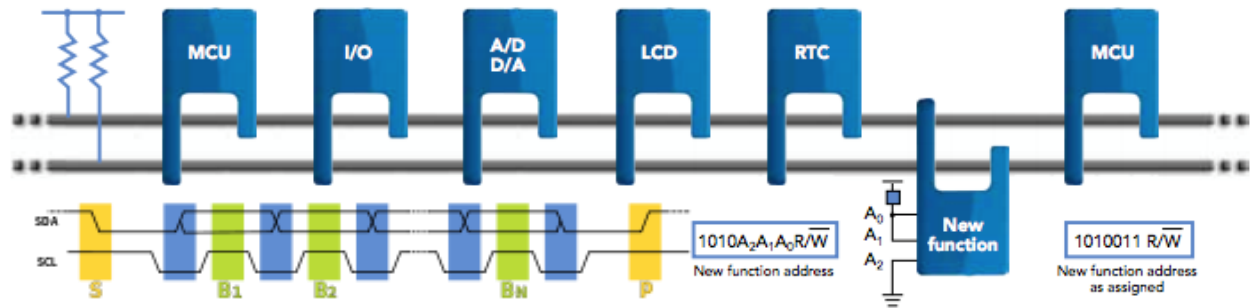 MCU
I/O
A/D
D/A
LCD
RTC
MCU
SDA
SCL
S
B1
B2
BN
P
1010A₂A₁A₀R/W̅
New function address
A₀
A₁
A₂
New
function
1010011 R/W̅
New function address
as assigned